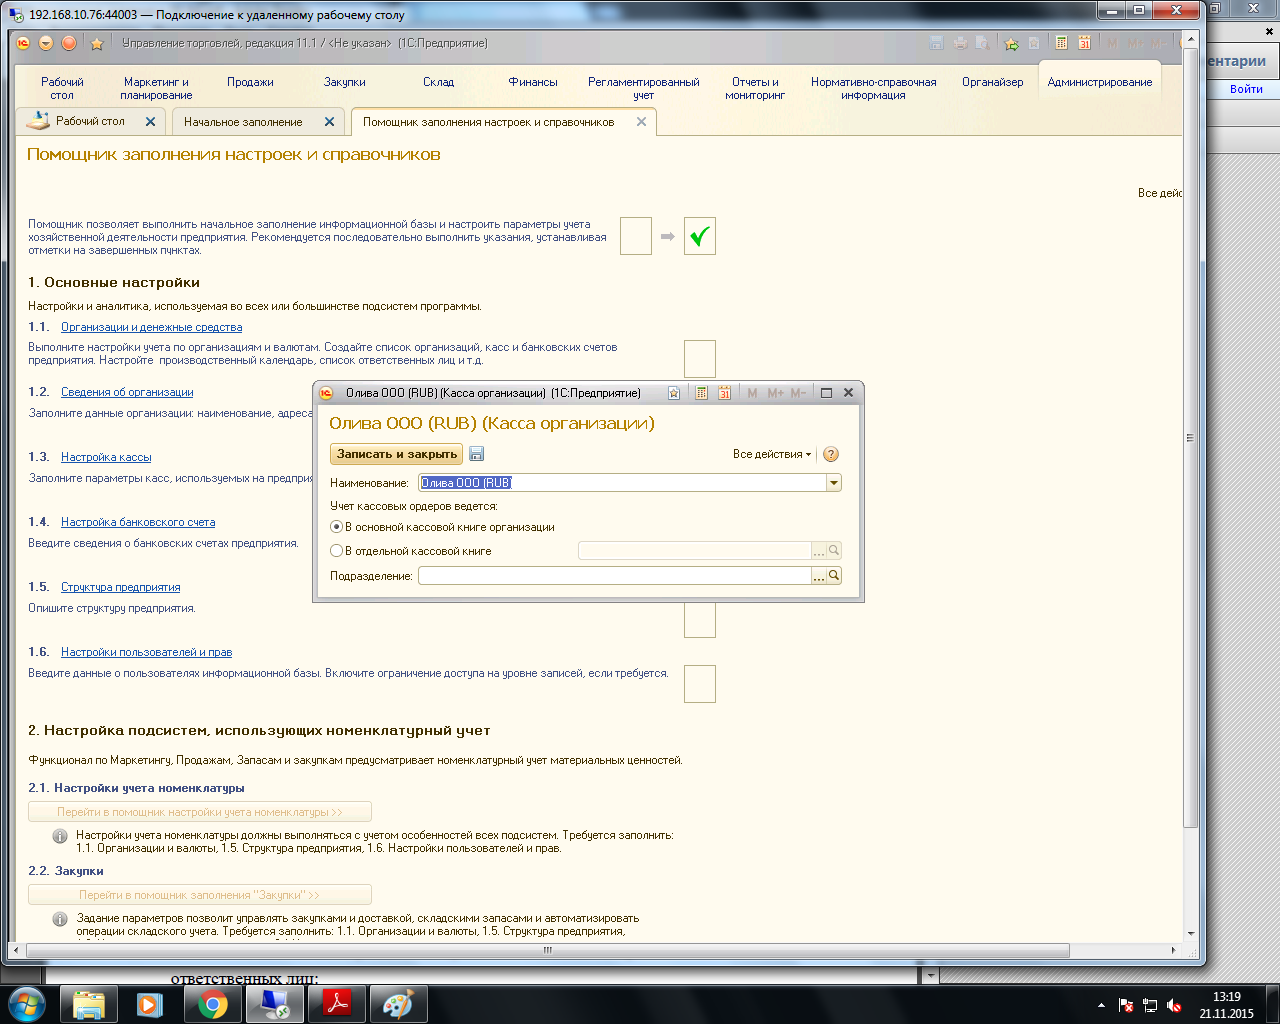 192.168.10.76:44003 — Подключение к удаленному рабочему столу
Управление торговлей, редакция 11.1 / <Не указан> (1С:Предприятие)
31
M M+ M-
ентарии
Войти
Рабочий стол
Маркетинг и планирование
Продажи
Закупки
Склад
Финансы
Регламентированный учет
Отчеты и мониторинг
Нормативно-справочная информация
Органайзер
Администрирование
Рабочий стол
Начальное заполнение
Помощник заполнения настроек и справочников
Помощник заполнения настроек и справочников
Все дейс
Помощник позволяет выполнить начальное заполнение информационной базы и настроить параметры учета
хозяйственной деятельности предприятия. Рекомендуется последовательно выполнить указания, устанавливая
отметки на завершенных пунктах.
1. Основные настройки
Настройки и аналитика, используемая во всех или большинстве подсистем программы.
1.1. Организации и денежные средства
Выполните настройки учета по организациям и валютам. Создайте список организаций, касс и банковских счетов
предприятия. Настройте производственный календарь, список ответственных лиц и т.д.
1.2. Сведения об организации
Заполните данные организации: наименование, адреса
1.3. Настройка кассы
Заполните параметры касс, используемых на предпри
1.4. Настройка банковского счета
Введите сведения о банковских счетах предприятия.
1.5. Структура предприятия
Опишите структуру предприятия.
1.6. Настройки пользователей и прав
Введите данные о пользователях информационной базы. Включите ограничение доступа на уровне записей, если требуется.
Олива ООО (RUB) (Касса организации) (1С:Предприятие)
31
M M+ M-
Олива ООО (RUB) (Касса организации)
Записать и закрыть
Все действия
?
Наименование: Олива ООО (RUB)
Учет кассовых ордеров ведется:
В основной кассовой книге организации
В отдельной кассовой книге
...
Подразделение:
...
2. Настройка подсистем, использующих номенклатурный учет
Функционал по Маркетингу, Продажам, Запасам и закупкам предусматривает номенклатурный учет материальных ценностей.
2.1. Настройки учета номенклатуры
Перейти в помощник настройки учета номенклатуры >>
Настройки учета номенклатуры должны выполняться с учетом особенностей всех подсистем. Требуется заполнить:
1.1. Организации и валюты, 1.5. Структура предприятия, 1.6. Настройки пользователей и прав.
2.2. Закупки
Перейти в помощник заполнения "Закупки" >>
Задание параметров позволит управлять закупками и доставкой, складскими запасами и автоматизировать
операции складского учета. Требуется заполнить: 1.1. Организации и валюты, 1.5. Структура предприятия,
ответственных лиц:
13:19
21.11.2015